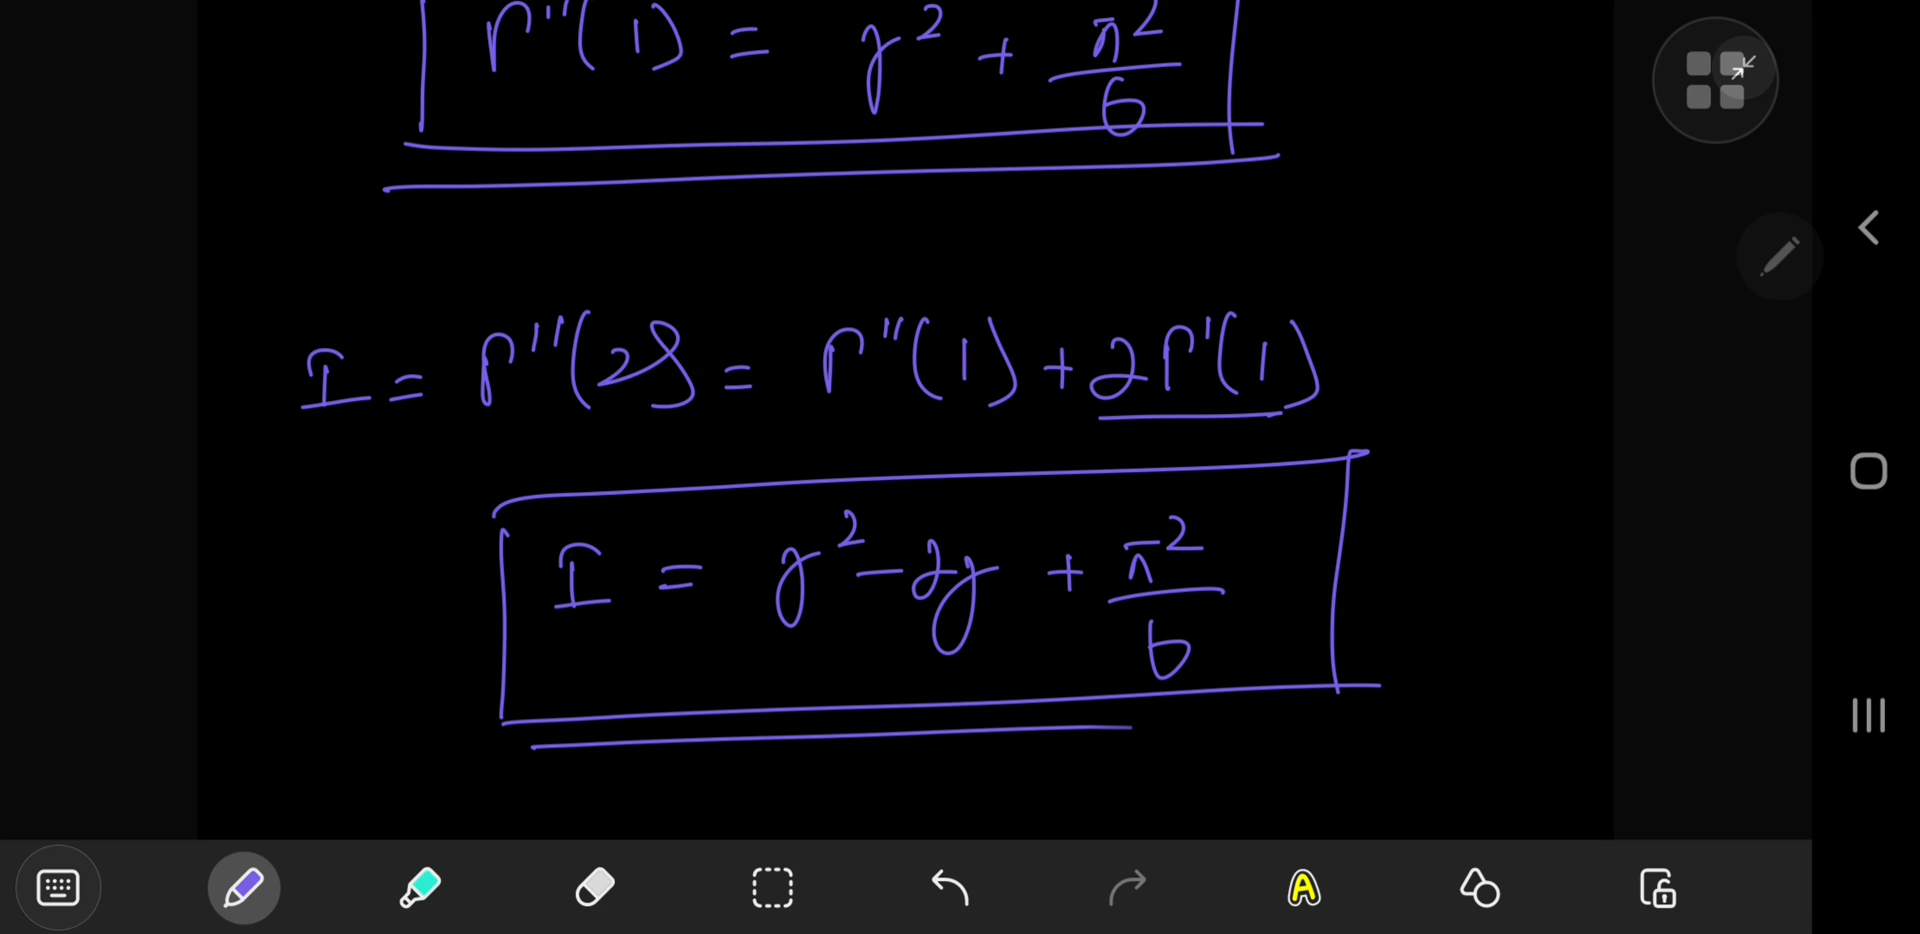 Γ''(1) = γ² + π²/6
I = Γ''(2) = Γ''(1) + 2Γ'(1)
I = γ² - 2γ + π²/6
A